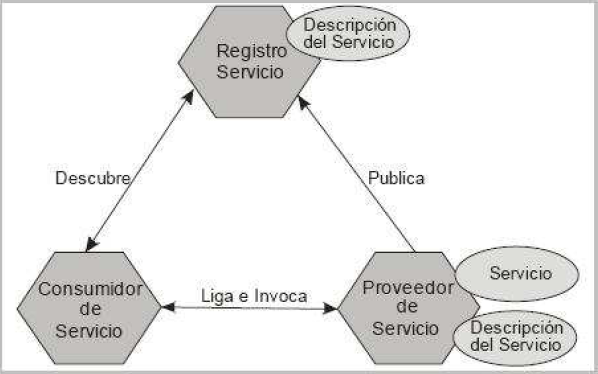 Descripción
del Servicio
Registro
Servicio
Descubre
Publica
Consumidor
de
Servicio
Liga e Invoca
Proveedor
de
Servicio
Servicio
Descripción
del Servicio